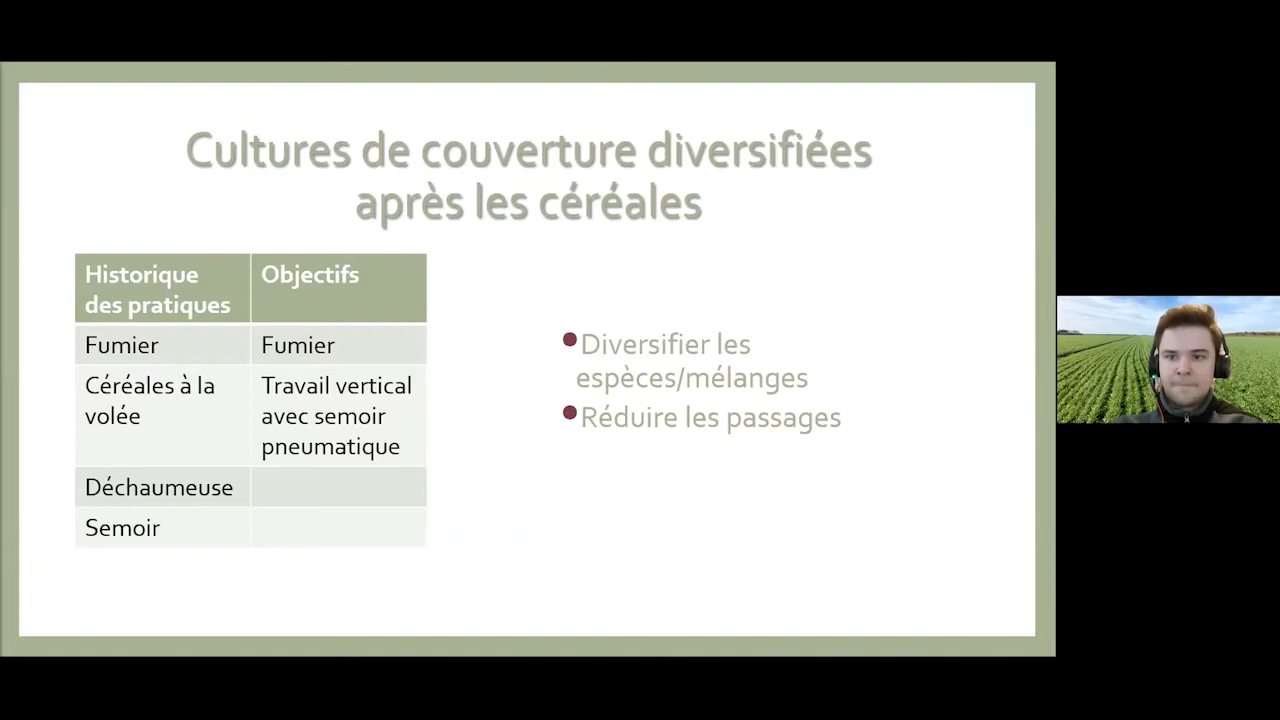 Cultures de couverture diversifiées
après les céréales
Historique
des pratiques
Objectifs
Fumier
Fumier
Céréales à la
volée
Travail vertical
avec semoir
pneumatique
Déchaumeuse
Semoir
Diversifier les
espèces/mélanges
Réduire les passages